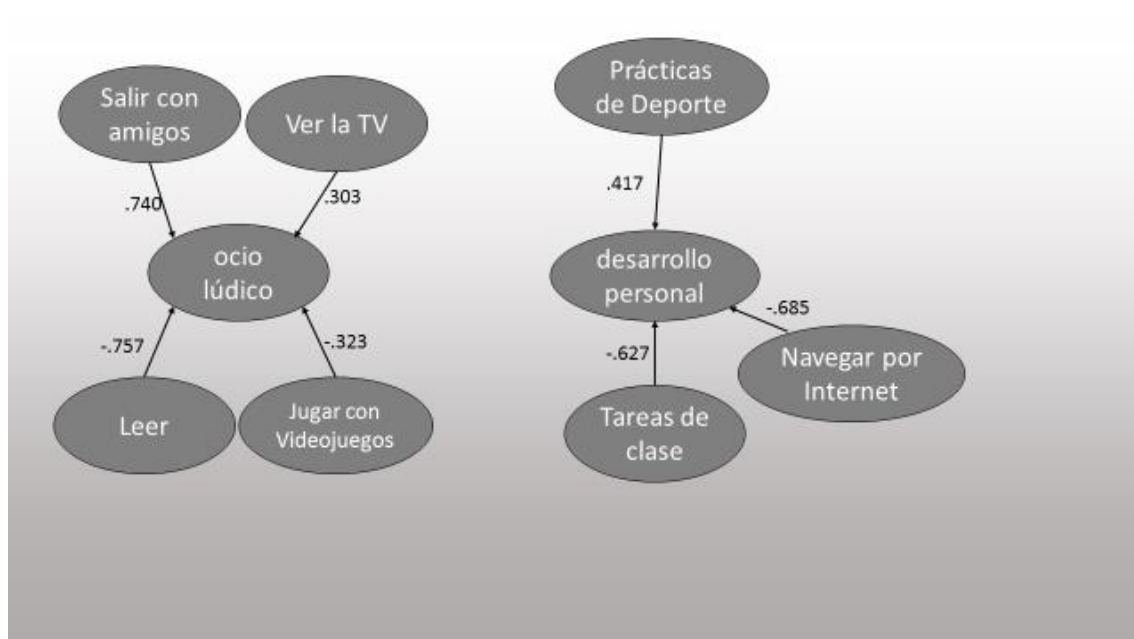 Salir con
amigos
Ver la TV
.740
.303
ocio
lúdico
-.757
-.323
Leer
Jugar con
Videojuegos
Prácticas
de Deporte
.417
desarrollo
personal
-.685
-.627
Navegar por
Internet
Tareas de
clase